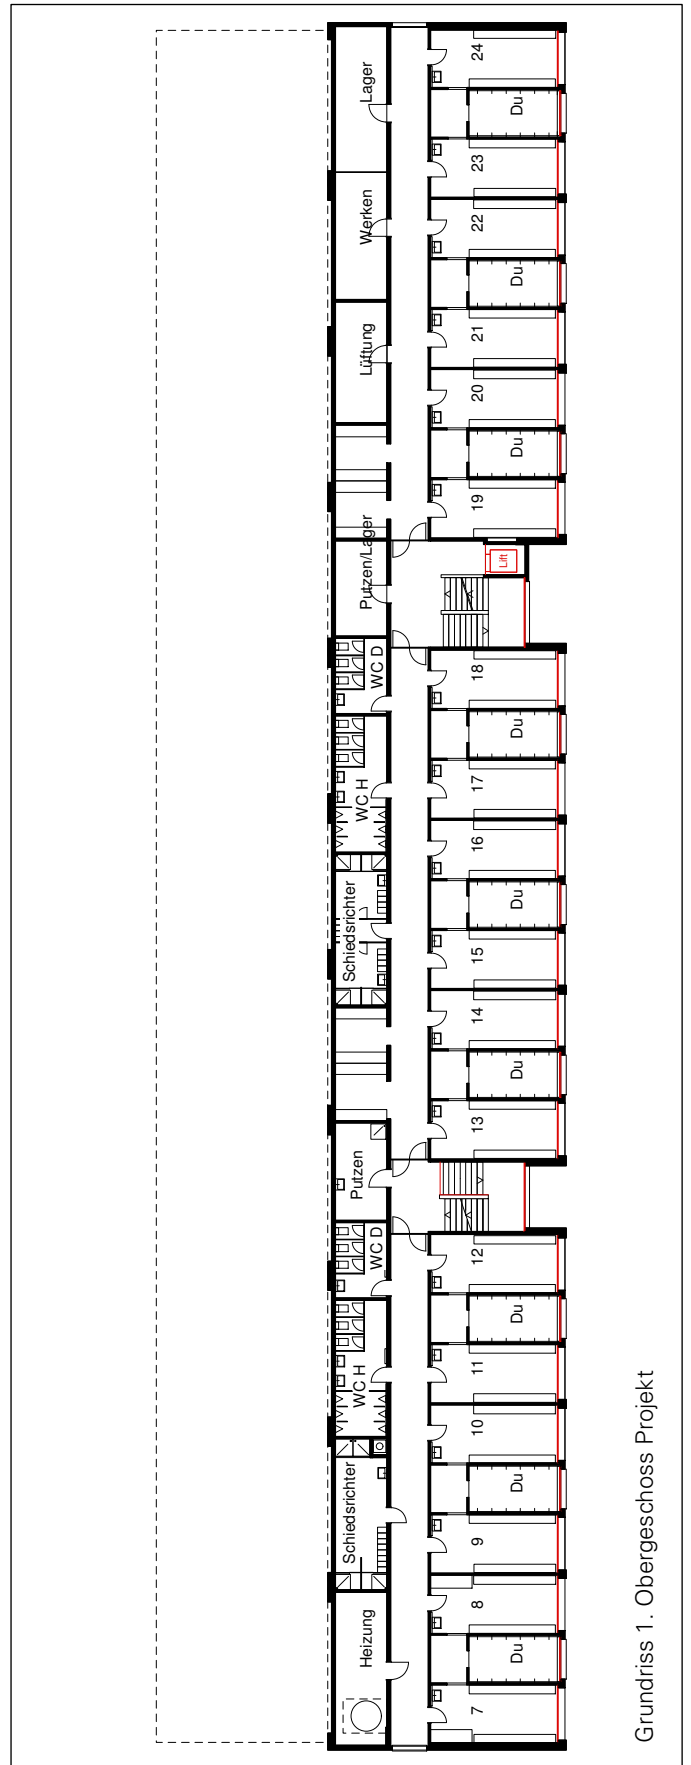 Heizung
Schiedsrichter
WC H
WC D
Putzen
Schiedsrichter
WC H
WC D
Putzen/Lager
Lüftung
Werken
Lager
7
8
9
10
11
12
13
14
15
16
17
18
19
20
21
22
23
24
Lift
Du
Du
Du
Du
Du
Du
Du
Du
Du
Grundriss 1. Obergeschoss Projekt